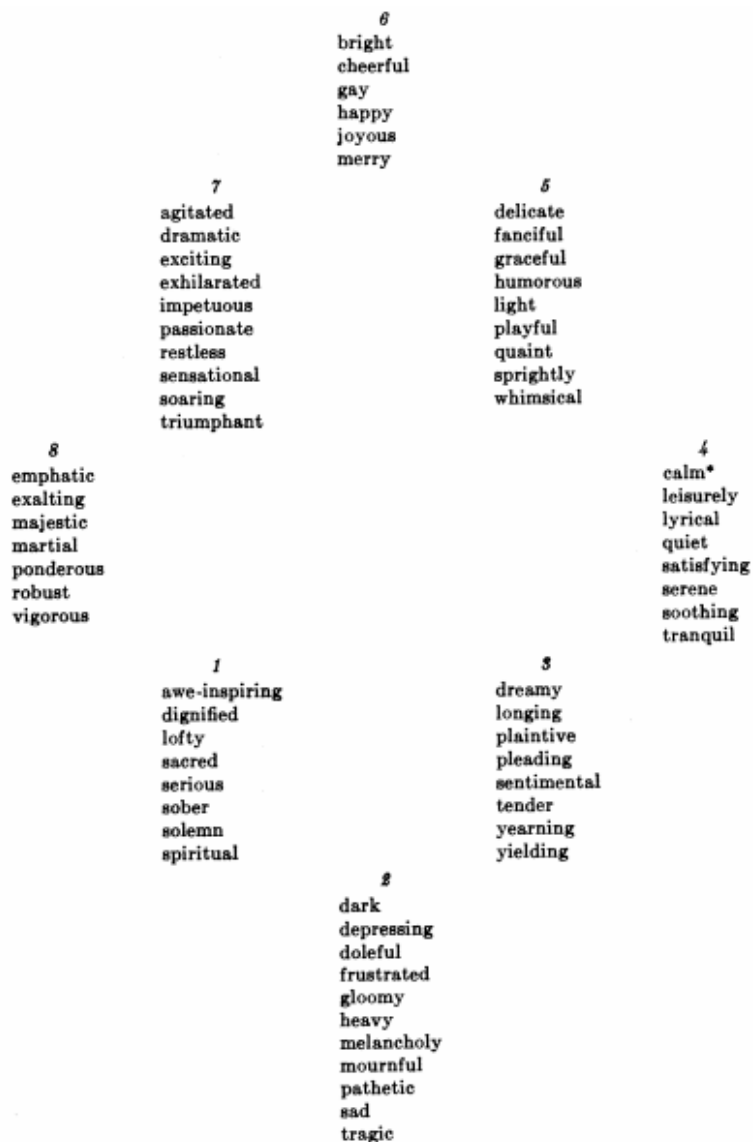 6
bright
cheerful
gay
happy
joyous
merry
7
agitated
dramatic
exciting
exhilarated
impetuous
passionate
restless
sensational
soaring
triumphant
5
delicate
fanciful
graceful
humorous
light
playful
quaint
sprightly
whimsical
8
emphatic
exalting
majestic
martial
ponderous
robust
vigorous
4
calm*
leisurely
lyrical
quiet
satisfying
serene
soothing
tranquil
1
awe-inspiring
dignified
lofty
sacred
serious
sober
solemn
spiritual
3
dreamy
longing
plaintive
pleading
sentimental
tender
yearning
yielding
2
dark
depressing
doleful
frustrated
gloomy
heavy
melancholy
mournful
pathetic
sad
tragic